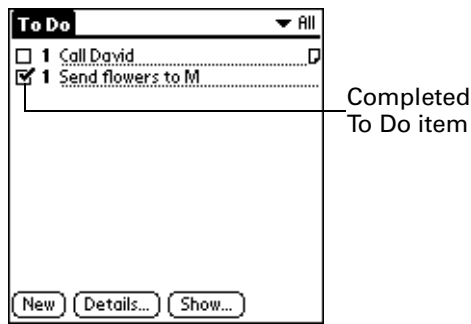 To Do
All
1 Call David
1 Send flowers to M
Completed
To Do item
New Details... Show...